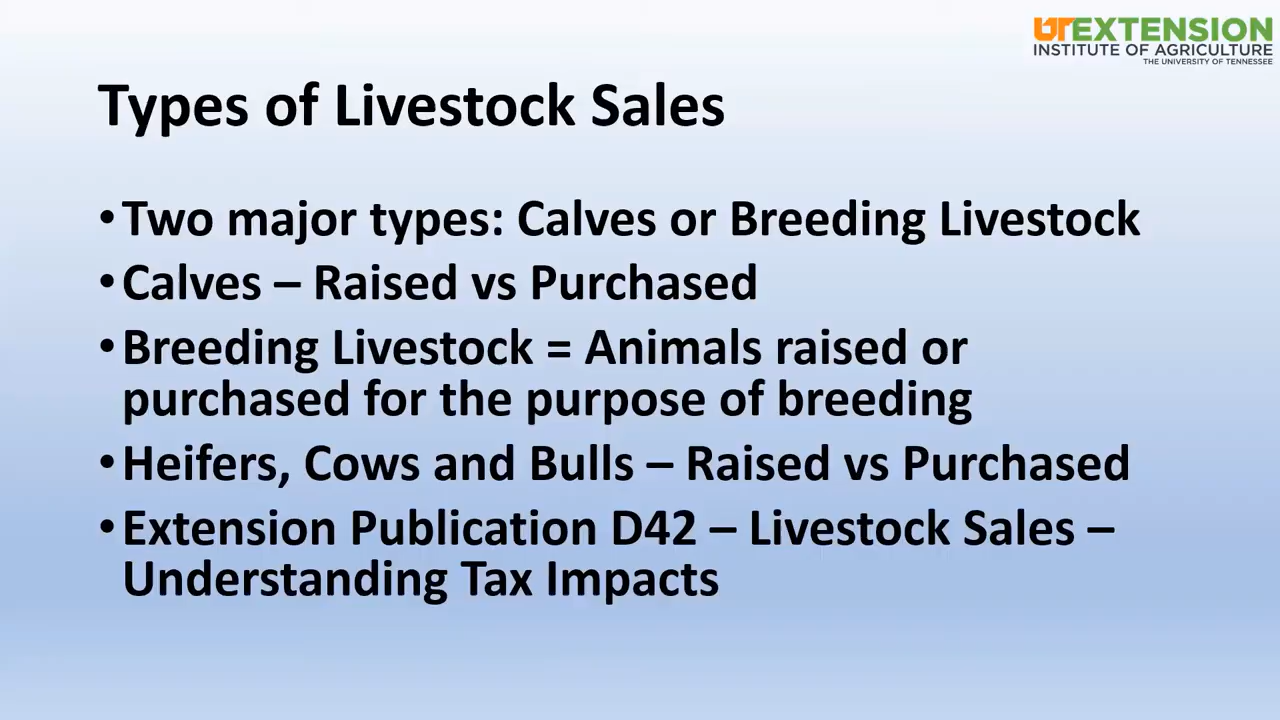 UTEXTENSION
INSTITUTE OF AGRICULTURE
THE UNIVERSITY OF TENNESSEE
Types of Livestock Sales
•Two major types: Calves or Breeding Livestock
•Calves – Raised vs Purchased
•Breeding Livestock = Animals raised or
purchased for the purpose of breeding
•Heifers, Cows and Bulls – Raised vs Purchased
•Extension Publication D42 – Livestock Sales –
Understanding Tax Impacts